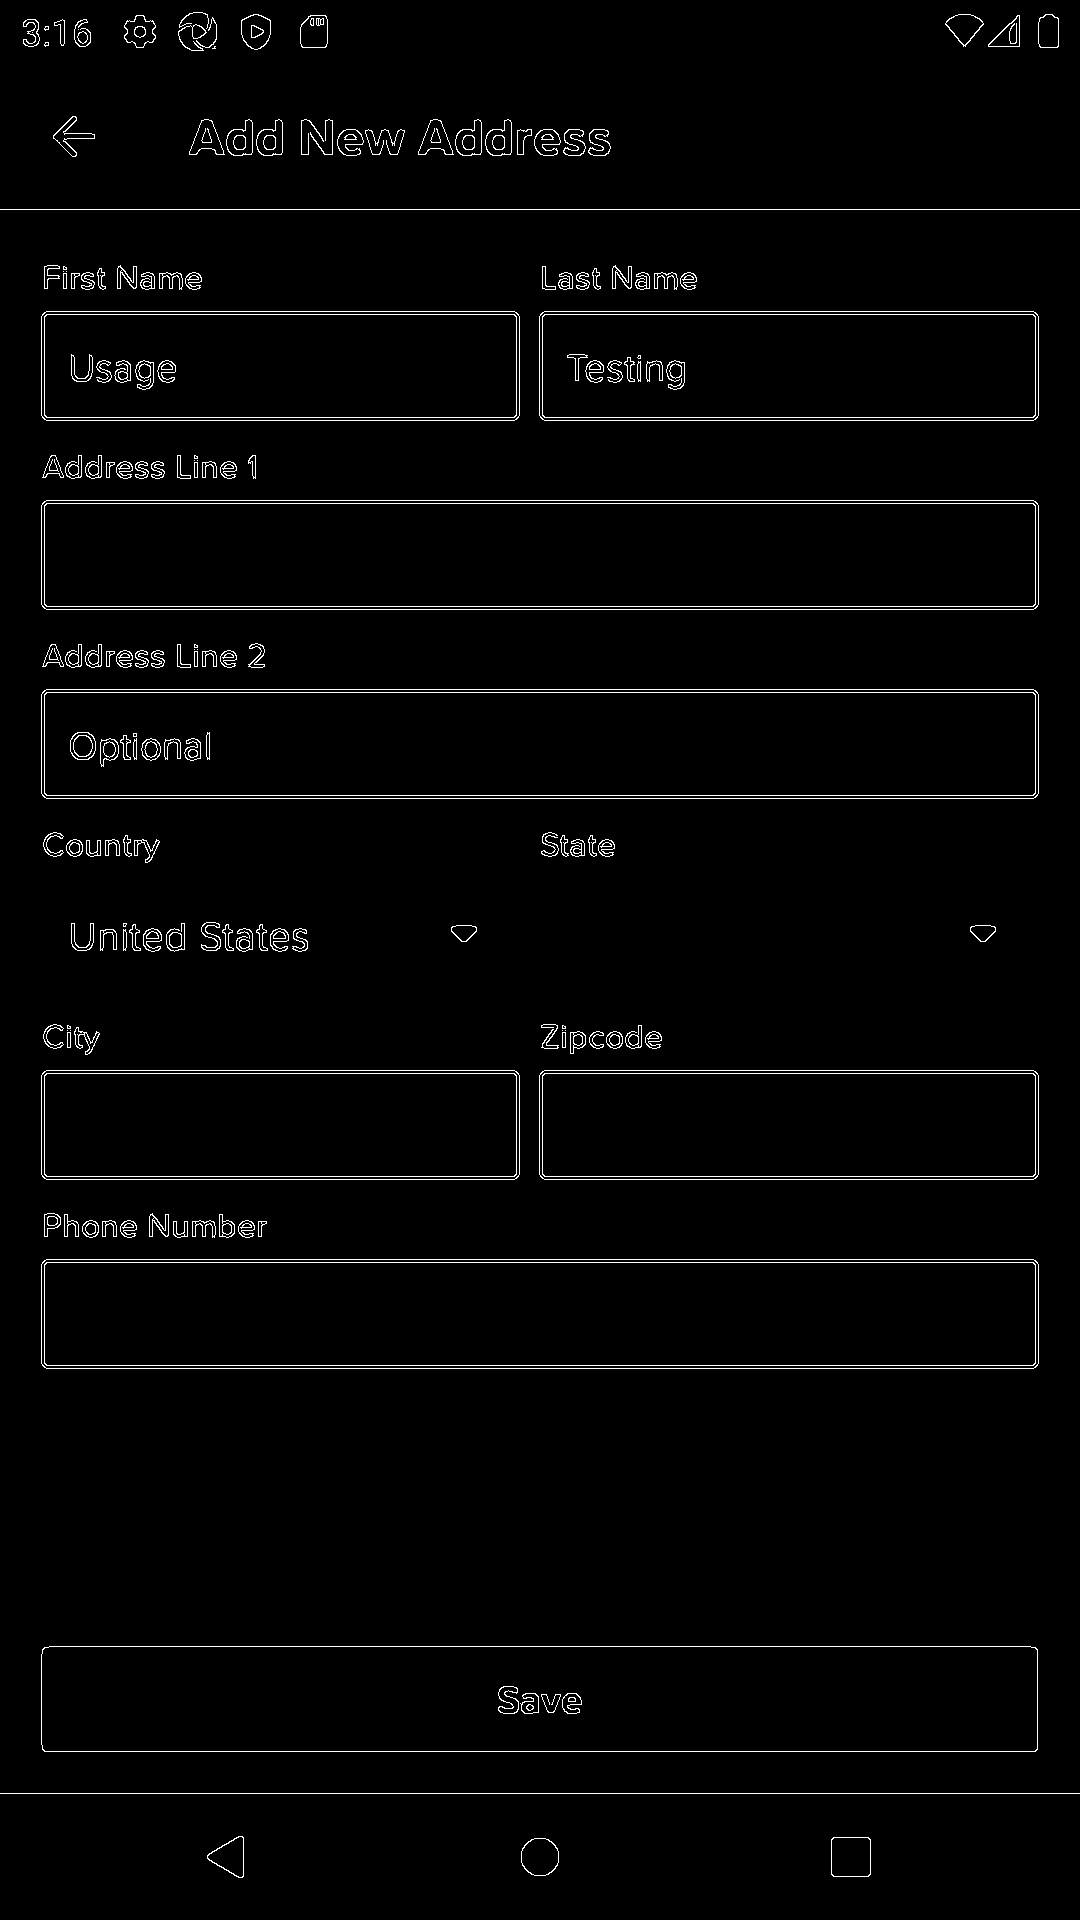 3:16
Add New Address
First Name Last Name
Usage Testing
Address Line 1
Address Line 2
Optional
Country State
United States
City Zipcode
Phone Number
Save